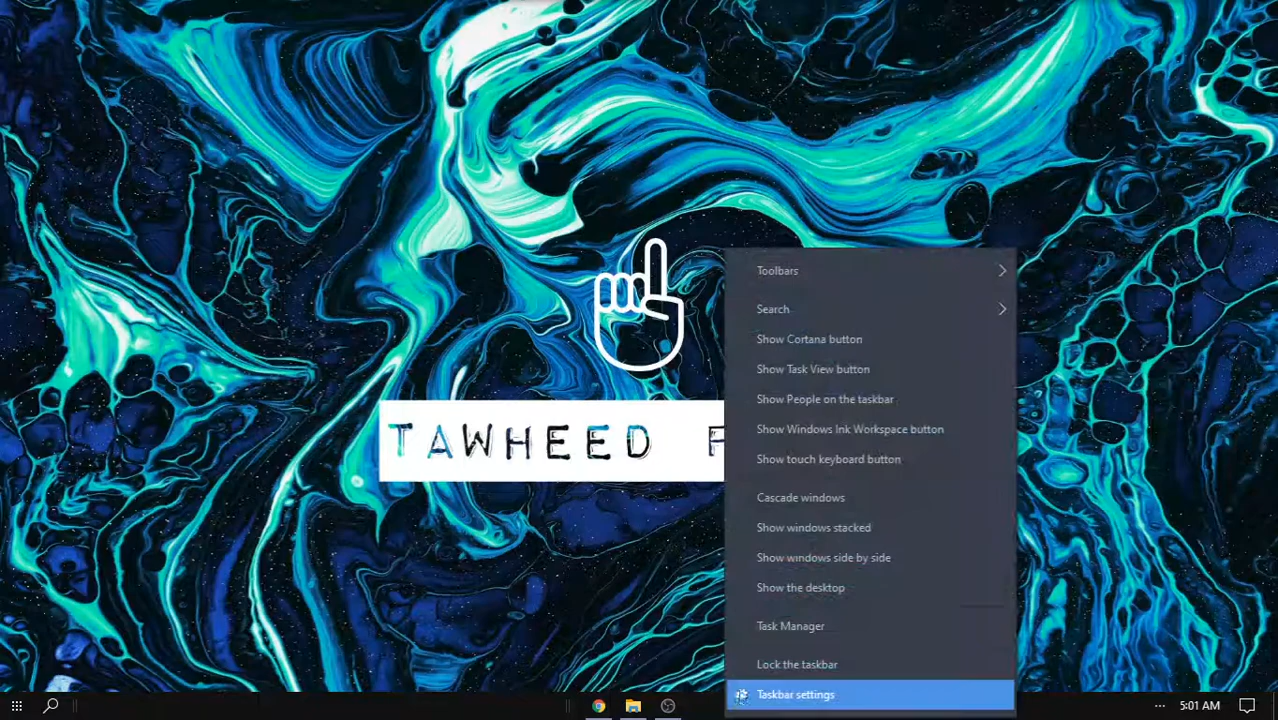 Toolbars
Search
Show Cortana button
Show Task View button
Show People on the taskbar
TAWHEED F
Show Windows Ink Workspace button
Show touch keyboard button
Cascade windows
Show windows stacked
Show windows side by side
Show the desktop
Task Manager
Lock the taskbar
Taskbar settings
5:01 AM